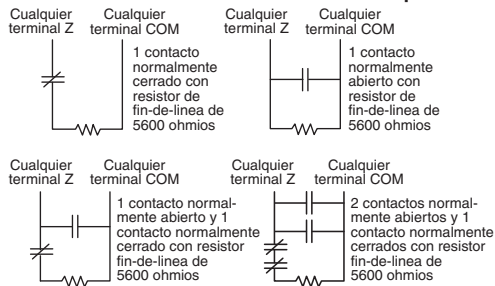 Cualquier Cualquier
terminal Z terminal COM
1 contacto
normalmente
cerrado con
resistor de
fin-de-linea de
5600 ohmios
Cualquier Cualquier
terminal Z terminal COM
1 contacto
normalmente
abierto con
resistor de
fin-de-linea de
5600 ohmios
Cualquier Cualquier
terminal Z terminal COM
1 contacto normal-
mente abierto y 1
contacto normalmente
cerrado con resistor
fin-de-linea de
5600 ohmios
Cualquier Cualquier
terminal Z terminal COM
2 contactos normal-
mente abiertos y 1
contacto normalmente
cerrados con resistor
fin-de-linea de
5600 ohmios